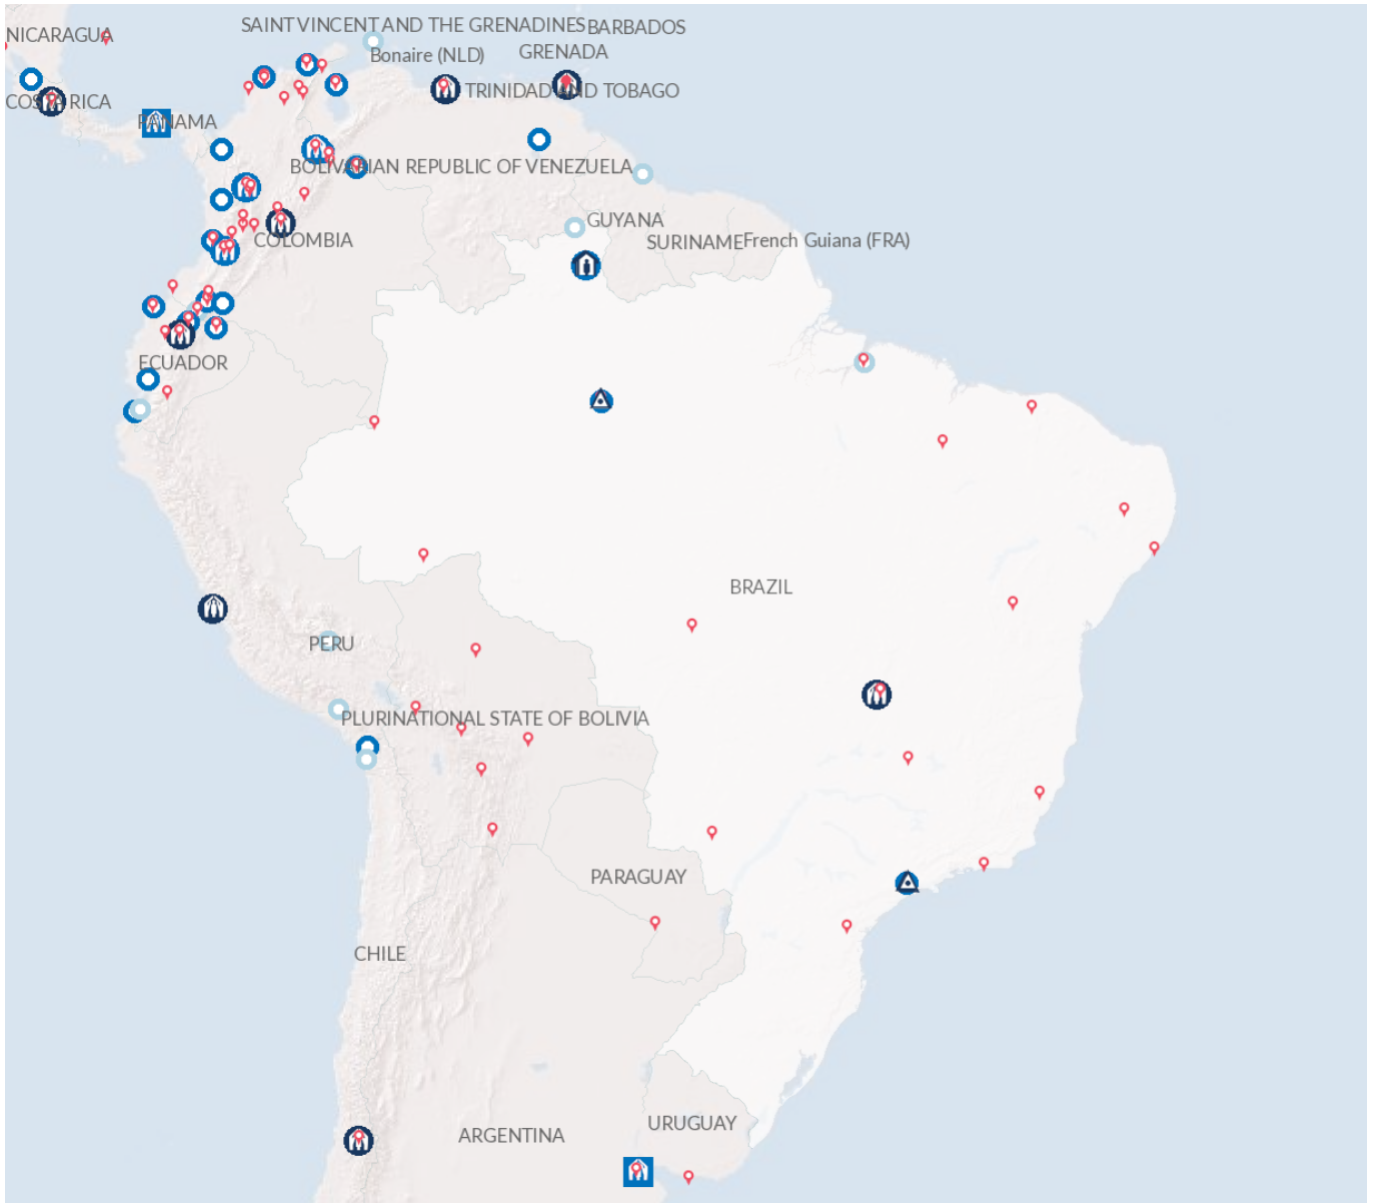 SAINT VINCENT AND THE GRENADINES
BARBADOS
NICARAGUA
Bonaire (NLD)
GRENADA
TRINIDAD AND TOBAGO
COSTA RICA
PANAMA
BOLIVARIAN REPUBLIC OF VENEZUELA
GUYANA
COLOMBIA
SURINAME
French Guiana (FRA)
ECUADOR
BRAZIL
PERU
PLURINATIONAL STATE OF BOLIVIA
PARAGUAY
CHILE
URUGUAY
ARGENTINA